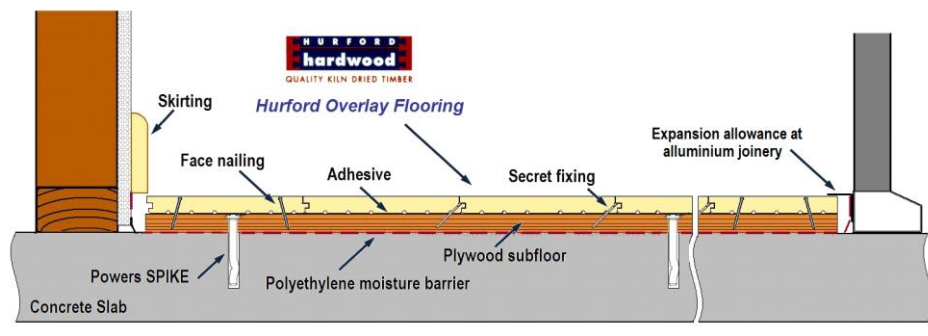 HURFORD
hardwood
QUALITY KILN DRIED TIMBER
Hurford Overlay Flooring
Skirting
Expansion allowance at
alluminium joinery
Face nailing
Adhesive
Secret fixing
Powers SPIKE
Plywood subfloor
Polyethylene moisture barrier
Concrete Slab